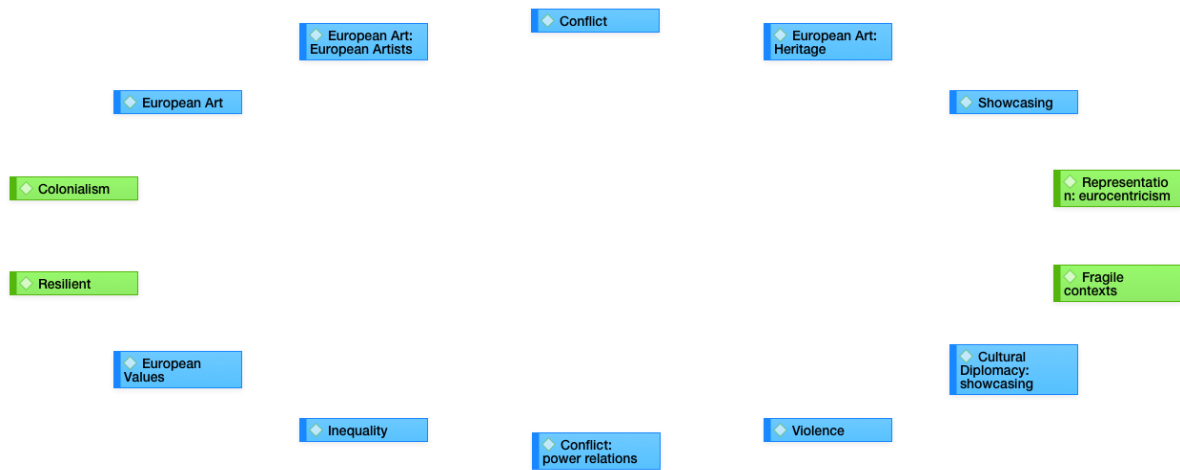 Conflict
European Art:
European Artists
European Art:
Heritage
European Art
Showcasing
Colonialism
Representatio
n: eurocentricism
Resilient
Fragile
contexts
European
Values
Cultural
Diplomacy:
showcasing
Inequality
Violence
Conflict:
power relations